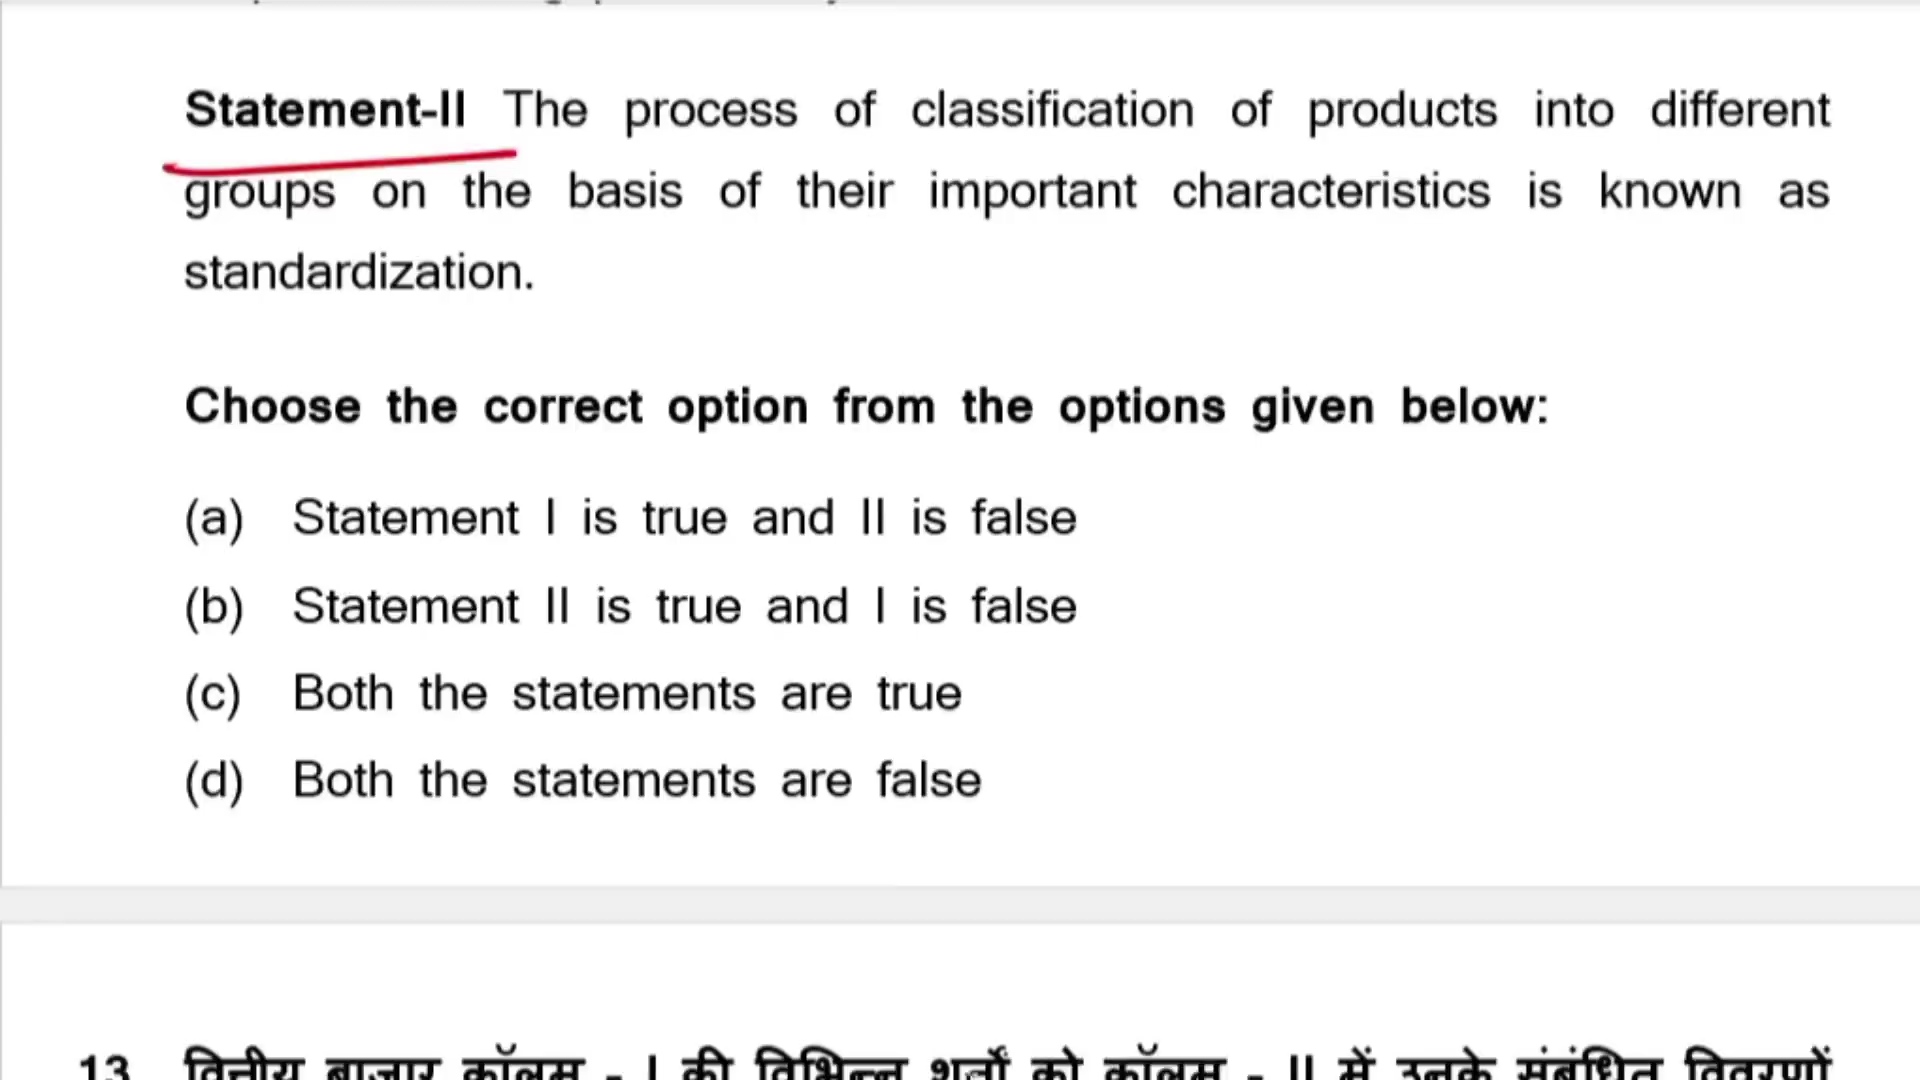 Statement-II The process of classification of products into different
groups on the basis of their important characteristics is known as
standardization.
Choose the correct option from the options given below:
(a) Statement I is true and II is false
(b) Statement II is true and I is false
(c) Both the statements are true
(d) Both the statements are false
13 वित्तीय बाजार कॉलम - I की विभिन्न शर्तों को कॉलम - II में उनके संबंधित विवरणों